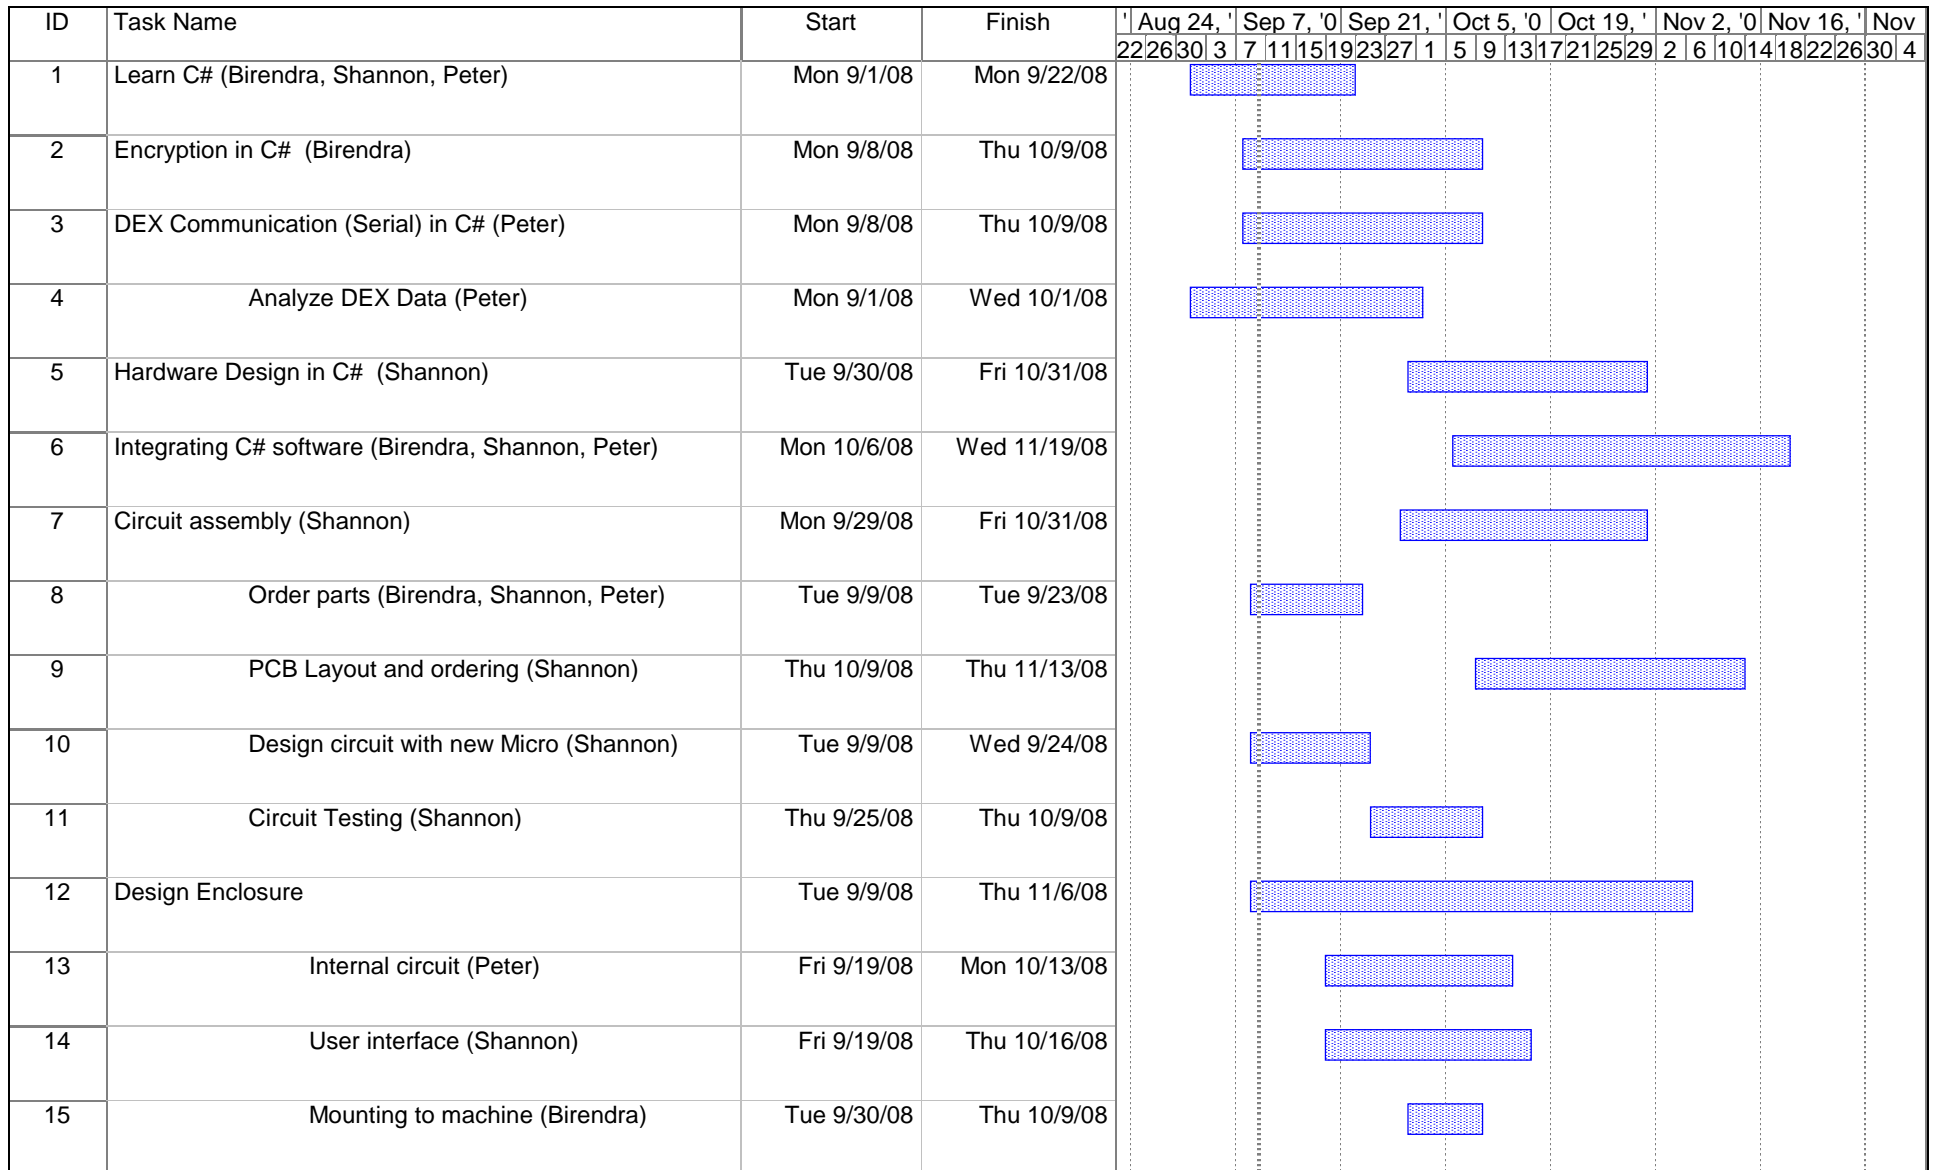 ID Task Name Start Finish ' Aug 24, ' Sep 7, '0 Sep 21, ' Oct 5, '0 Oct 19, ' Nov 2, '0 Nov 16, ' Nov
22 26 30 3 7 11 15 19 23 27 1 5 9 13 17 21 25 29 2 6 10 14 18 22 26 30 4
1 Learn C# (Birendra, Shannon, Peter) Mon 9/1/08 Mon 9/22/08
2 Encryption in C# (Birendra) Mon 9/8/08 Thu 10/9/08
3 DEX Communication (Serial) in C# (Peter) Mon 9/8/08 Thu 10/9/08
4 Analyze DEX Data (Peter) Mon 9/1/08 Wed 10/1/08
5 Hardware Design in C# (Shannon) Tue 9/30/08 Fri 10/31/08
6 Integrating C# software (Birendra, Shannon, Peter) Mon 10/6/08 Wed 11/19/08
7 Circuit assembly (Shannon) Mon 9/29/08 Fri 10/31/08
8 Order parts (Birendra, Shannon, Peter) Tue 9/9/08 Tue 9/23/08
9 PCB Layout and ordering (Shannon) Thu 10/9/08 Thu 11/13/08
10 Design circuit with new Micro (Shannon) Tue 9/9/08 Wed 9/24/08
11 Circuit Testing (Shannon) Thu 9/25/08 Thu 10/9/08
12 Design Enclosure Tue 9/9/08 Thu 11/6/08
13 Internal circuit (Peter) Fri 9/19/08 Mon 10/13/08
14 User interface (Shannon) Fri 9/19/08 Thu 10/16/08
15 Mounting to machine (Birendra) Tue 9/30/08 Thu 10/9/08